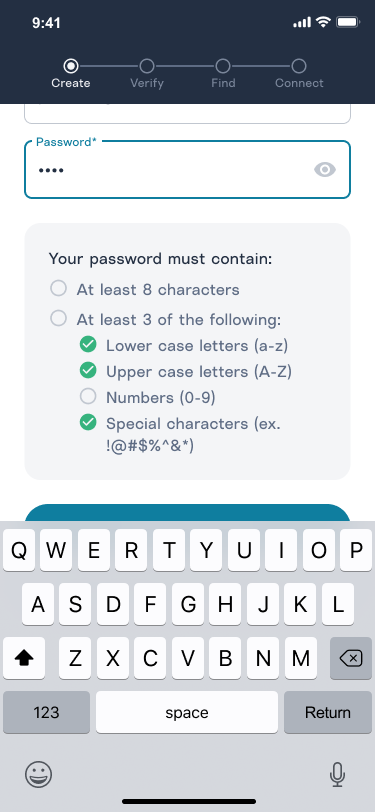 9:41
Create Verify Find Connect
Password*
••••
Your password must contain:
At least 8 characters
At least 3 of the following:
Lower case letters (a-z)
Upper case letters (A-Z)
Numbers (0-9)
Special characters (ex.
!@#$%^&*)
Q W E R T Y U I O P
A S D F G H J K L
Z X C V B N M
123 space Return